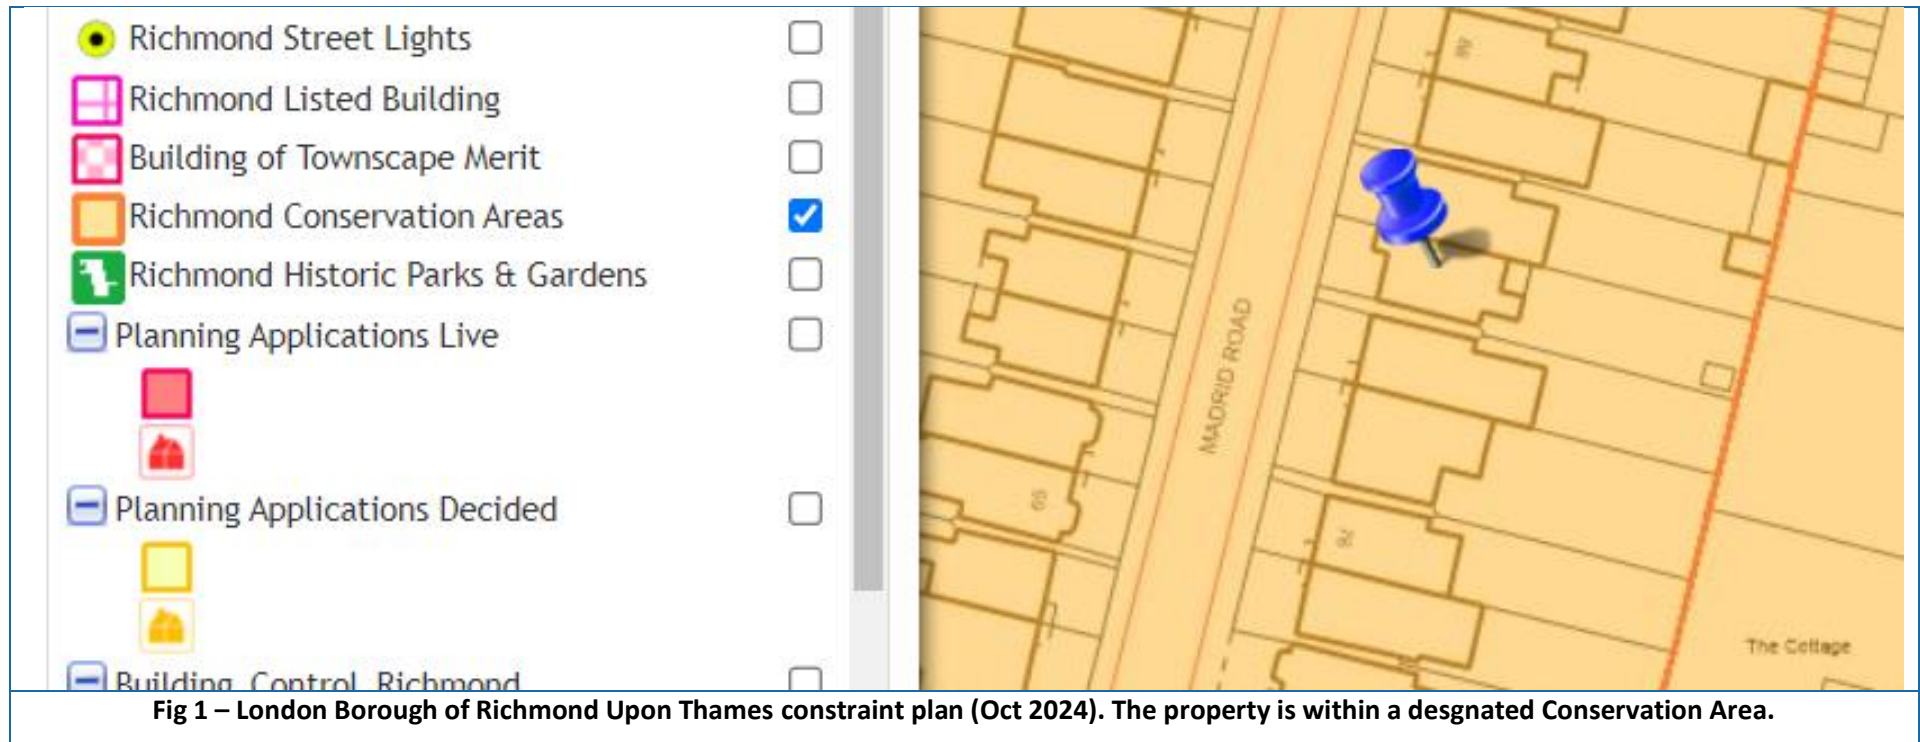 Richmond Street Lights
Richmond Listed Building
Building of Townscape Merit
Richmond Conservation Areas
Richmond Historic Parks & Gardens
Planning Applications Live
Planning Applications Decided
Building Control Richmond
MADRID ROAD
69
76
The Cottage
Fig 1 – London Borough of Richmond Upon Thames constraint plan (Oct 2024). The property is within a desgnated Conservation Area.